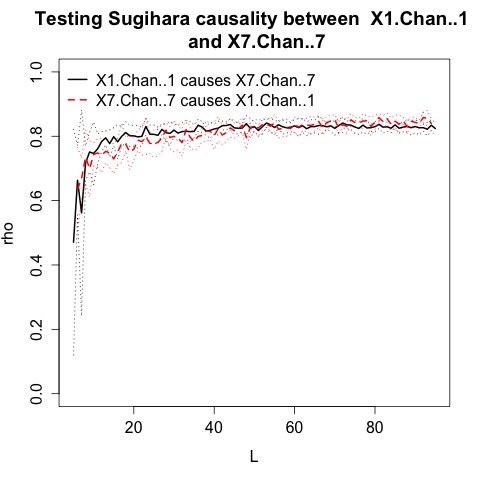 Testing Sugihara causality between  X1.Chan..1
and X7.Chan..7
X1.Chan..1 causes X7.Chan..7
X7.Chan..7 causes X1.Chan..1
1.0
0.8
0.6
0.4
0.2
0.0
rho
20 40 60 80
L